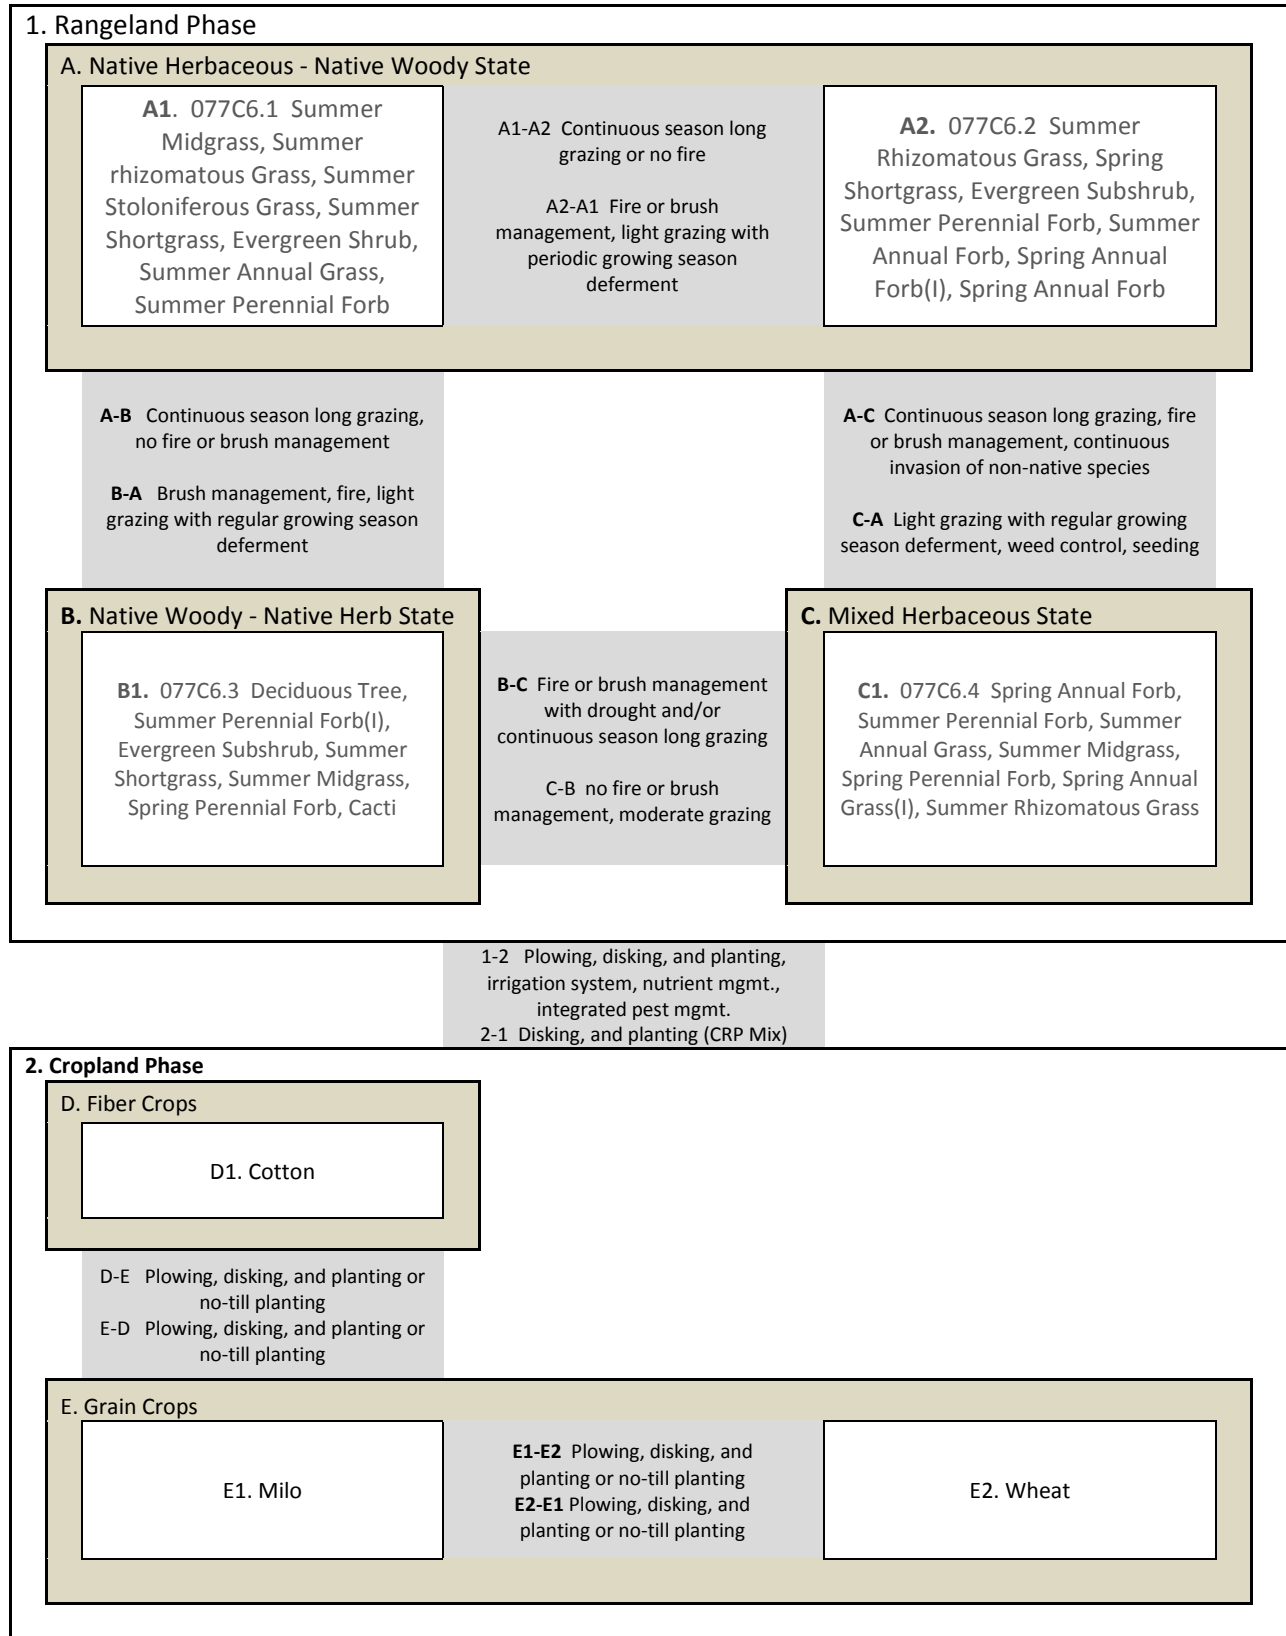 1. Rangeland Phase
A. Native Herbaceous - Native Woody State
A1. 077C6.1 Summer
Midgrass, Summer
rhizomatous Grass, Summer
Stoloniferous Grass, Summer
Shortgrass, Evergreen Shrub,
Summer Annual Grass,
Summer Perennial Forb
A1-A2 Continuous season long
grazing or no fire
A2-A1 Fire or brush
management, light grazing with
periodic growing season
deferment
A2. 077C6.2 Summer
Rhizomatous Grass, Spring
Shortgrass, Evergreen Subshrub,
Summer Perennial Forb, Summer
Annual Forb, Spring Annual
Forb(I), Spring Annual Forb
A-B Continuous season long grazing,
no fire or brush management
B-A Brush management, fire, light
grazing with regular growing season
deferment
A-C Continuous season long grazing, fire
or brush management, continuous
invasion of non-native species
C-A Light grazing with regular growing
season deferment, weed control, seeding
B. Native Woody - Native Herb State
B1. 077C6.3 Deciduous Tree,
Summer Perennial Forb(I),
Evergreen Subshrub, Summer
Shortgrass, Summer Midgrass,
Spring Perennial Forb, Cacti
B-C Fire or brush management
with drought and/or
continuous season long grazing
C-B no fire or brush
management, moderate grazing
C. Mixed Herbaceous State
C1. 077C6.4 Spring Annual Forb,
Summer Perennial Forb, Summer
Annual Grass, Summer Midgrass,
Spring Perennial Forb, Spring Annual
Grass(I), Summer Rhizomatous Grass
1-2 Plowing, disking, and planting,
irrigation system, nutrient mgmt.,
integrated pest mgmt.
2-1 Disking, and planting (CRP Mix)
2. Cropland Phase
D. Fiber Crops
D1. Cotton
D-E Plowing, disking, and planting or
no-till planting
E-D Plowing, disking, and planting or
no-till planting
E. Grain Crops
E1. Milo
E1-E2 Plowing, disking, and
planting or no-till planting
E2-E1 Plowing, disking, and
planting or no-till planting
E2. Wheat